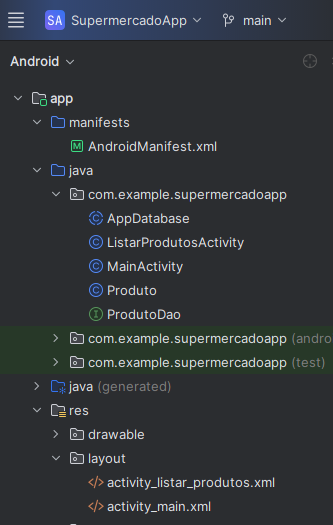 SA SupermercadoApp main
Android
app
manifests
AndroidManifest.xml
java
com.example.supermercadoapp
AppDatabase
ListarProdutosActivity
MainActivity
Produto
ProdutoDao
com.example.supermercadoapp (andro
com.example.supermercadoapp (test)
java (generated)
res
drawable
layout
activity_listar_produtos.xml
activity_main.xml